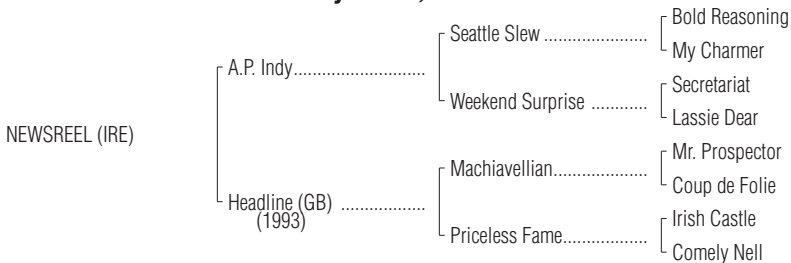 Bold Reasoning
Seattle Slew ......................
My Charmer
A.P. Indy............................
Secretariat
Weekend Surprise ............
Lassie Dear
NEWSREEL (IRE)
Mr. Prospector
Machiavellian....................
Coup de Folie
Headline (GB) ..................
(1993)
Irish Castle
Priceless Fame..................
Comely Nell